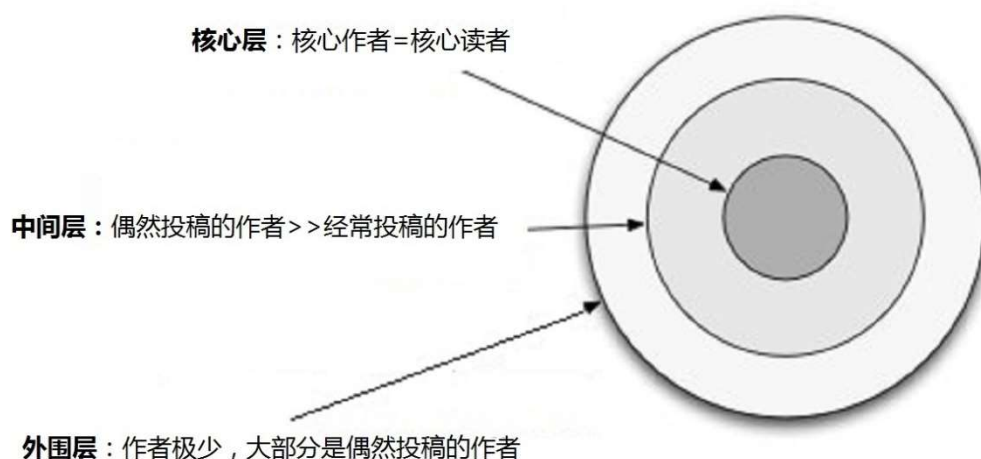 核心层：核心作者=核心读者
中间层：偶然投稿的作者>>经常投稿的作者
外围层：作者极少，大部分是偶然投稿的作者